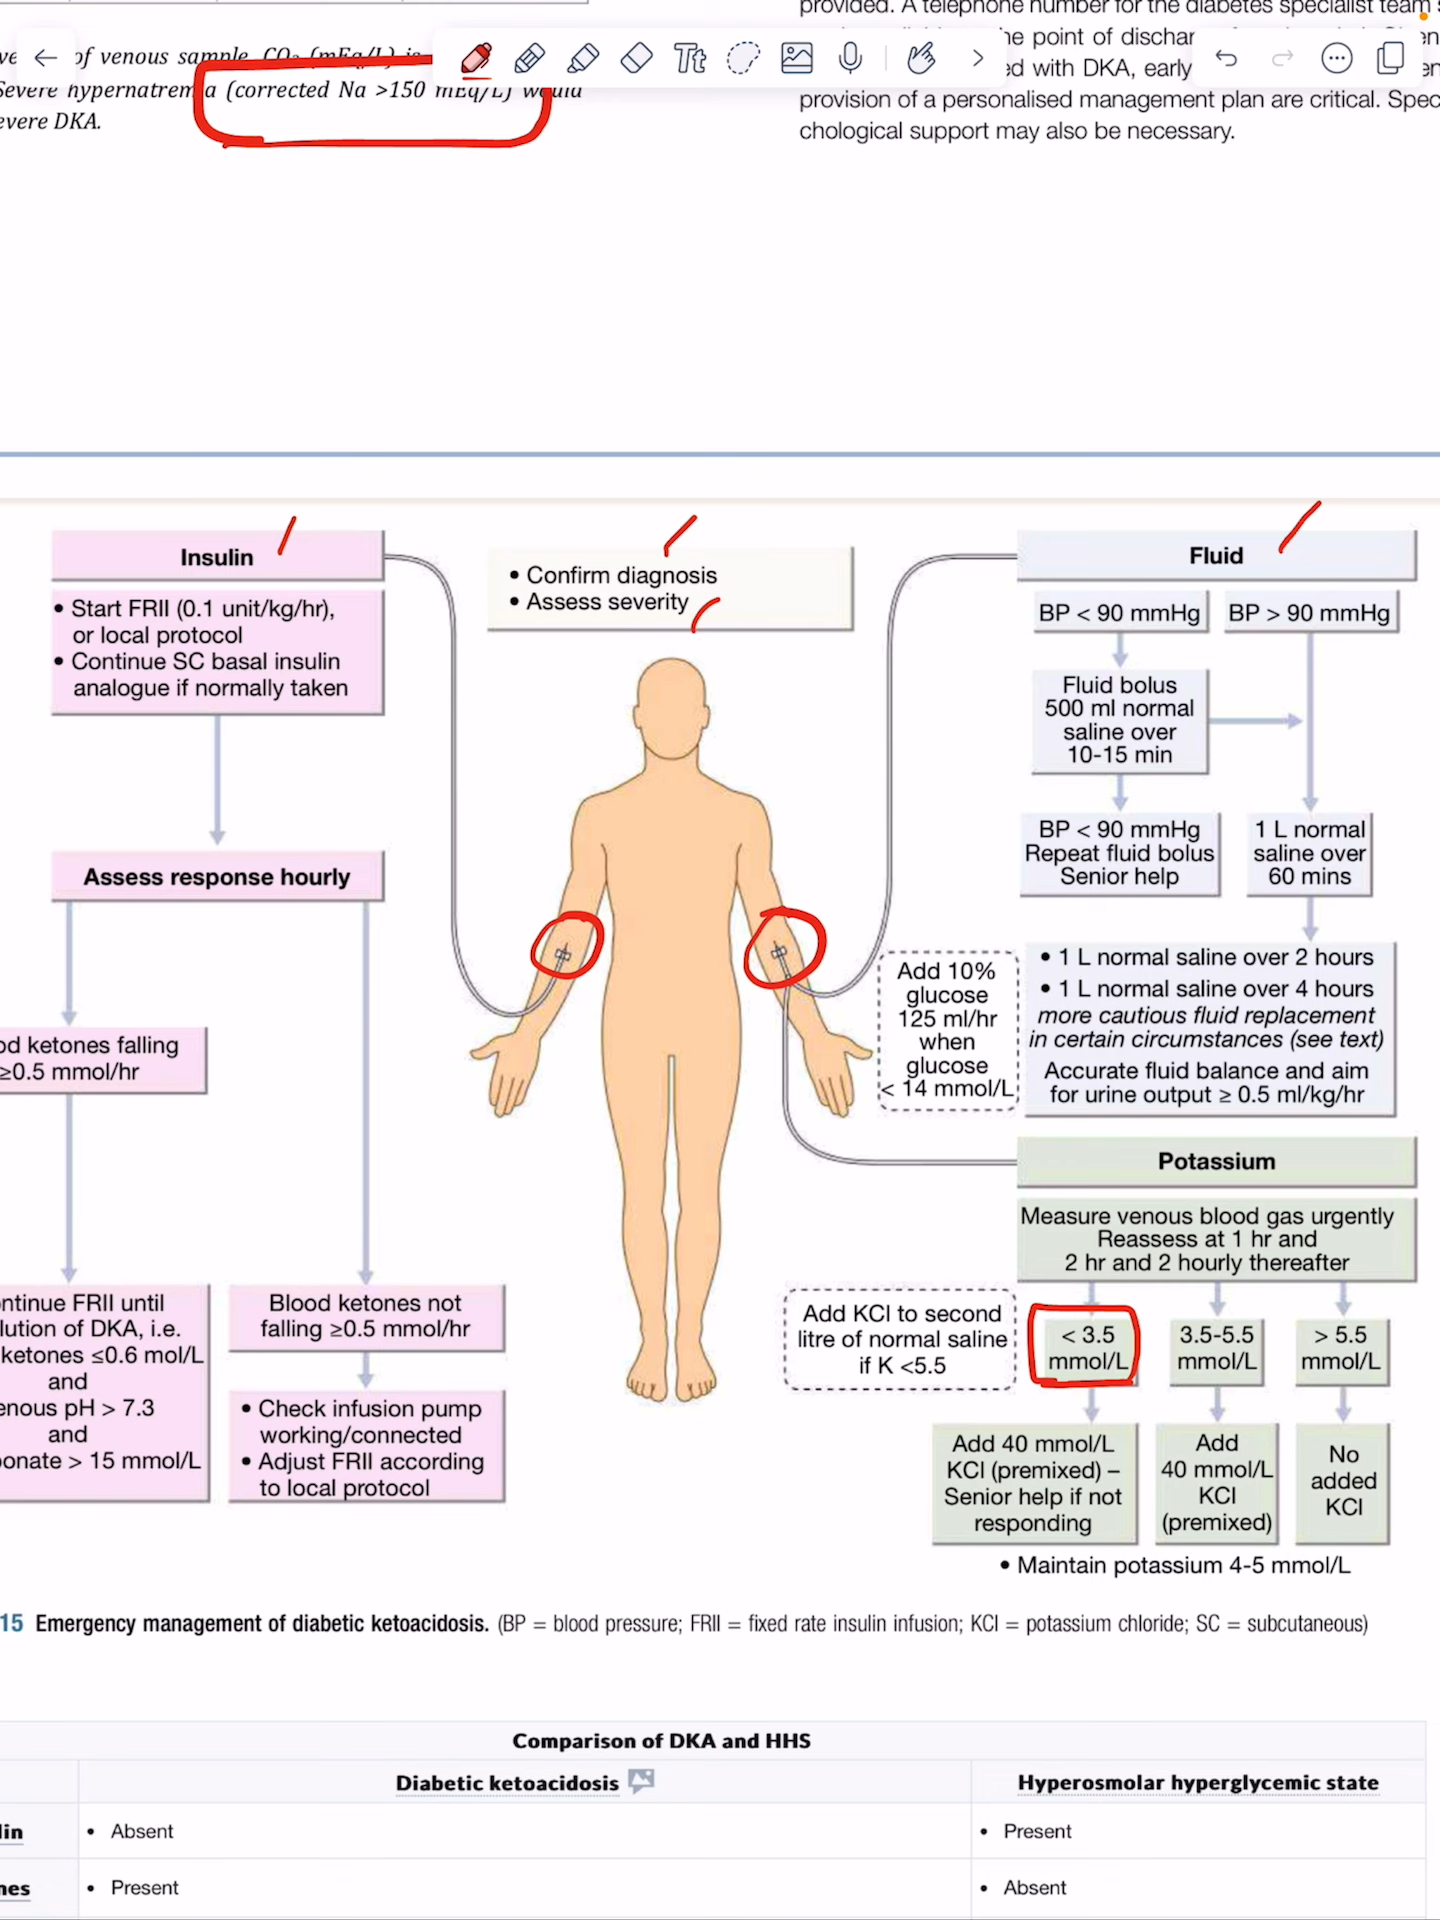 provided. A telephone number for the diabetes specialist team
he point of dischar
ed with DKA, early
provision of a personalised management plan are critical. Spec
chological support may also be necessary.
of venous sample, CO₂ (mEq/L) is
Severe hypernatremia (corrected Na >150 mEq/L) would
evere DKA.
Tt
Insulin
• Start FRII (0.1 unit/kg/hr),
or local protocol
• Continue SC basal insulin
analogue if normally taken
Assess response hourly
od ketones falling
≥0.5 mmol/hr
ntinue FRII until
lution of DKA, i.e.
ketones ≤0.6 mol/L
and
enous pH > 7.3
and
onate > 15 mmol/L
Blood ketones not
falling ≥0.5 mmol/hr
• Check infusion pump
working/connected
• Adjust FRII according
to local protocol
• Confirm diagnosis
• Assess severity
Fluid
BP < 90 mmHg
BP > 90 mmHg
Fluid bolus
500 ml normal
saline over
10-15 min
BP < 90 mmHg
Repeat fluid bolus
Senior help
1 L normal
saline over
60 mins
Add 10%
glucose
125 ml/hr
when
glucose
< 14 mmol/L
• 1 L normal saline over 2 hours
• 1 L normal saline over 4 hours
more cautious fluid replacement
in certain circumstances (see text)
Accurate fluid balance and aim
for urine output ≥ 0.5 ml/kg/hr
Potassium
Measure venous blood gas urgently
Reassess at 1 hr and
2 hr and 2 hourly thereafter
Add KCl to second
litre of normal saline
if K <5.5
< 3.5
mmol/L
3.5-5.5
mmol/L
> 5.5
mmol/L
Add 40 mmol/L
KCl (premixed) –
Senior help if not
responding
Add
40 mmol/L
KCl
(premixed)
No
added
KCl
• Maintain potassium 4-5 mmol/L
15 Emergency management of diabetic ketoacidosis. (BP = blood pressure; FRII = fixed rate insulin infusion; KCl = potassium chloride; SC = subcutaneous)
Comparison of DKA and HHS
Diabetic ketoacidosis
Hyperosmolar hyperglycemic state
lin
• Absent
• Present
nes
• Present
• Absent